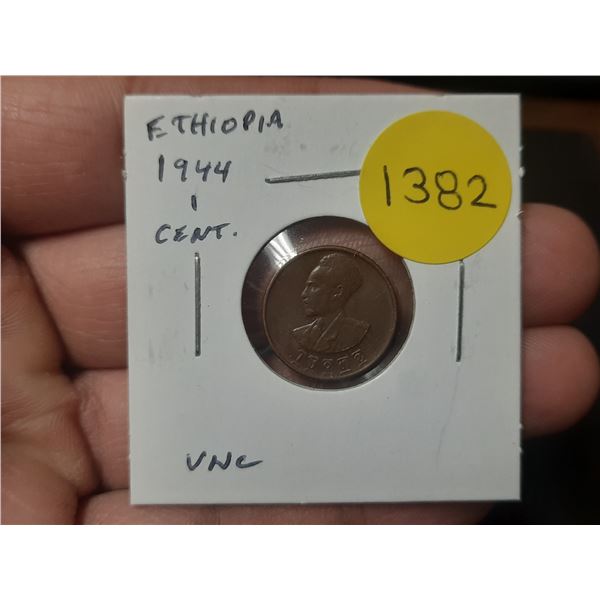 ETHIOPIA
1944
1
CENT.
1382
UNC